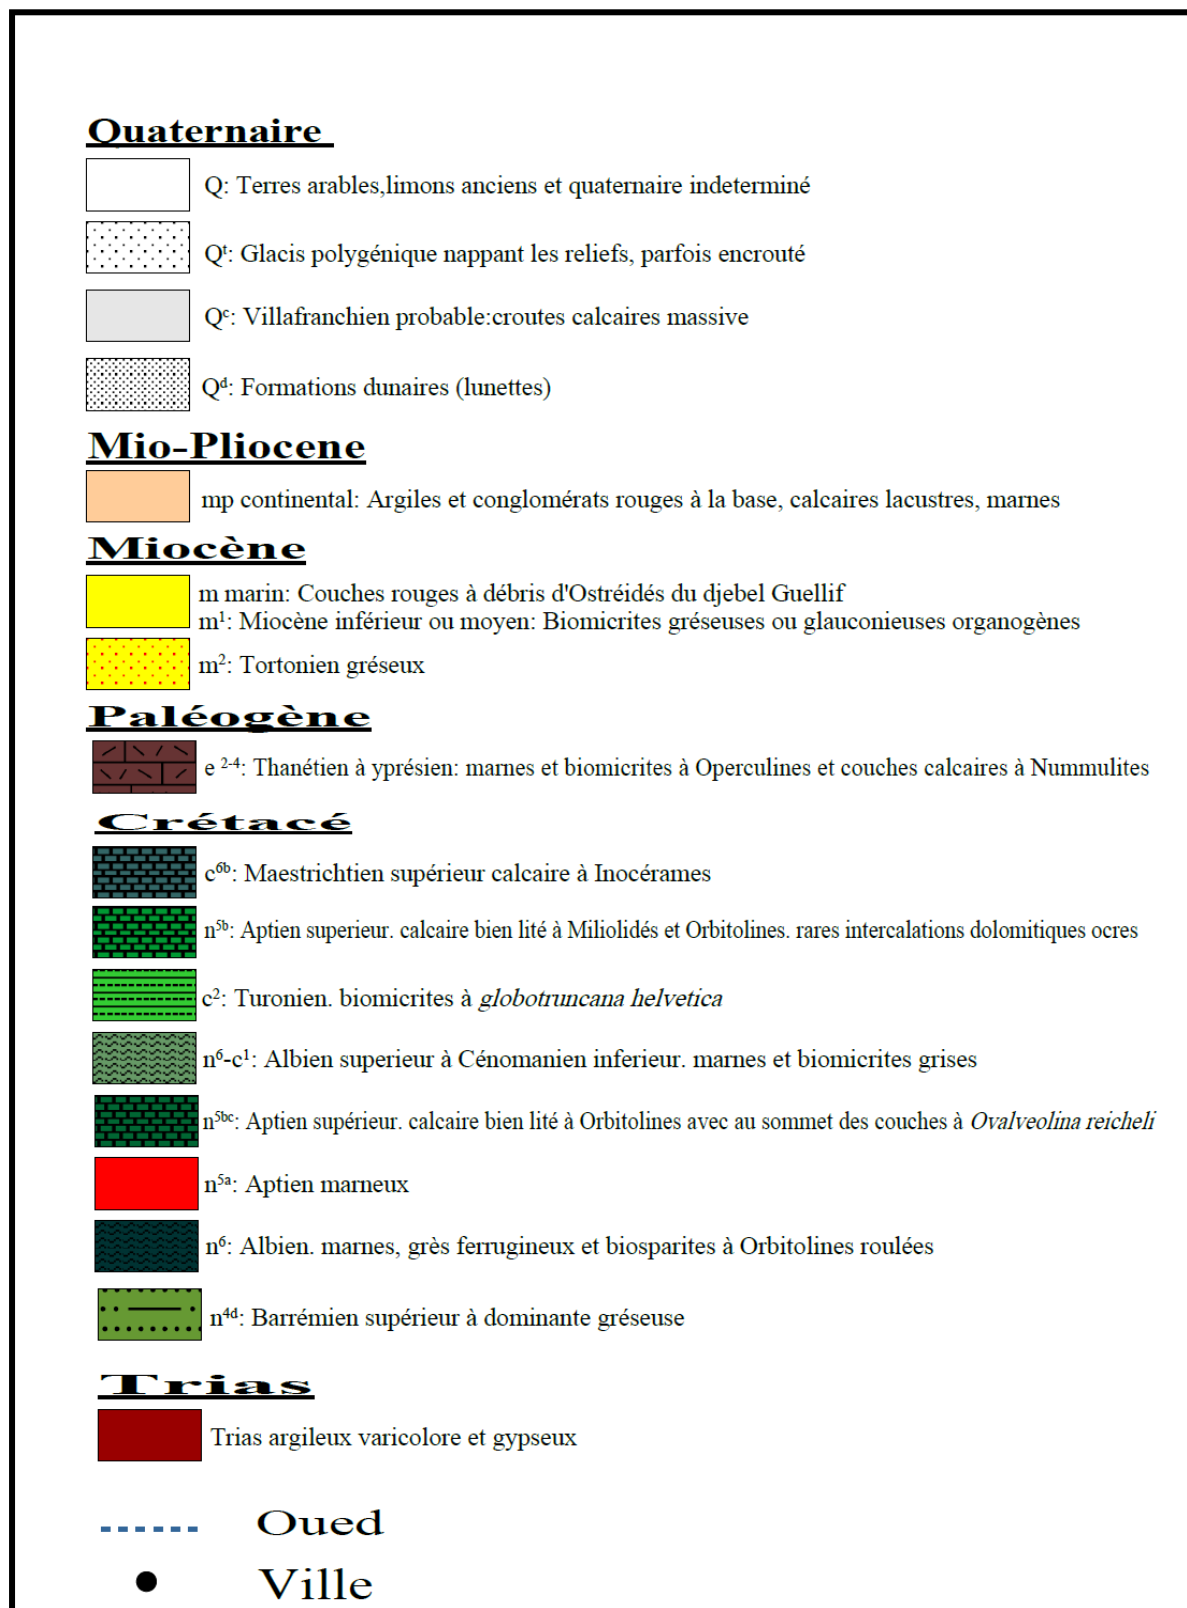 Quaternaire
Q: Terres arables,limons anciens et quaternaire indeterminé
Qᵗ: Glacis polygénique nappant les reliefs, parfois encrouté
Qᶜ: Villafranchien probable:croutes calcaires massive
Qᵈ: Formations dunaires (lunettes)
Mio-Pliocene
mp continental: Argiles et conglomérats rouges à la base, calcaires lacustres, marnes
Miocène
m marin: Couches rouges à débris d'Ostréidés du djebel Guellif
m¹: Miocène inférieur ou moyen: Biomicrites gréseuses ou glauconieuses organogènes
m²: Tortonien gréseux
Paléogène
e ²⁻⁴: Thanétien à yprésien: marnes et biomicrites à Operculines et couches calcaires à Nummulites
Crétacé
c⁶ᵇ: Maestrichtien supérieur calcaire à Inocérames
n⁵ᵇ: Aptien superieur. calcaire bien lité à Miliolidés et Orbitolines. rares intercalations dolomitiques ocres
c²: Turonien. biomicrites à globotruncana helvetica
n⁶-c¹: Albien superieur à Cénomanien inferieur. marnes et biomicrites grises
n⁵ᵇᶜ: Aptien supérieur. calcaire bien lité à Orbitolines avec au sommet des couches à Ovalveolina reicheli
n⁵ᵃ: Aptien marneux
n⁶: Albien. marnes, grès ferrugineux et biosparites à Orbitolines roulées
n⁴ᵈ: Barrémien supérieur à dominante gréseuse
Trias
Trias argileux varicolore et gypseux
Oued
Ville